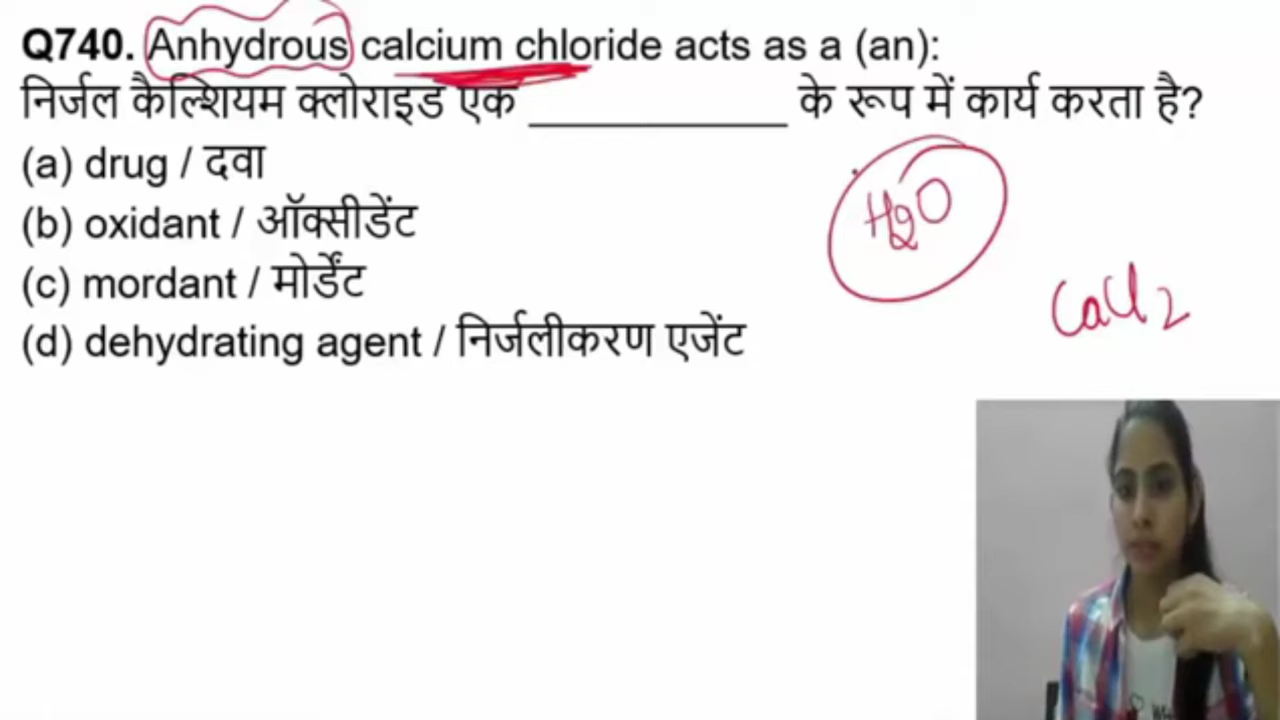 Q740. Anhydrous calcium chloride acts as a (an):
निर्जल कैल्शियम क्लोराइड एक ___________ के रूप में कार्य करता है?
(a) drug / दवा
(b) oxidant / ऑक्सीडेंट
(c) mordant / मोर्डेंट
(d) dehydrating agent / निर्जलीकरण एजेंट
H2O
CaCl2